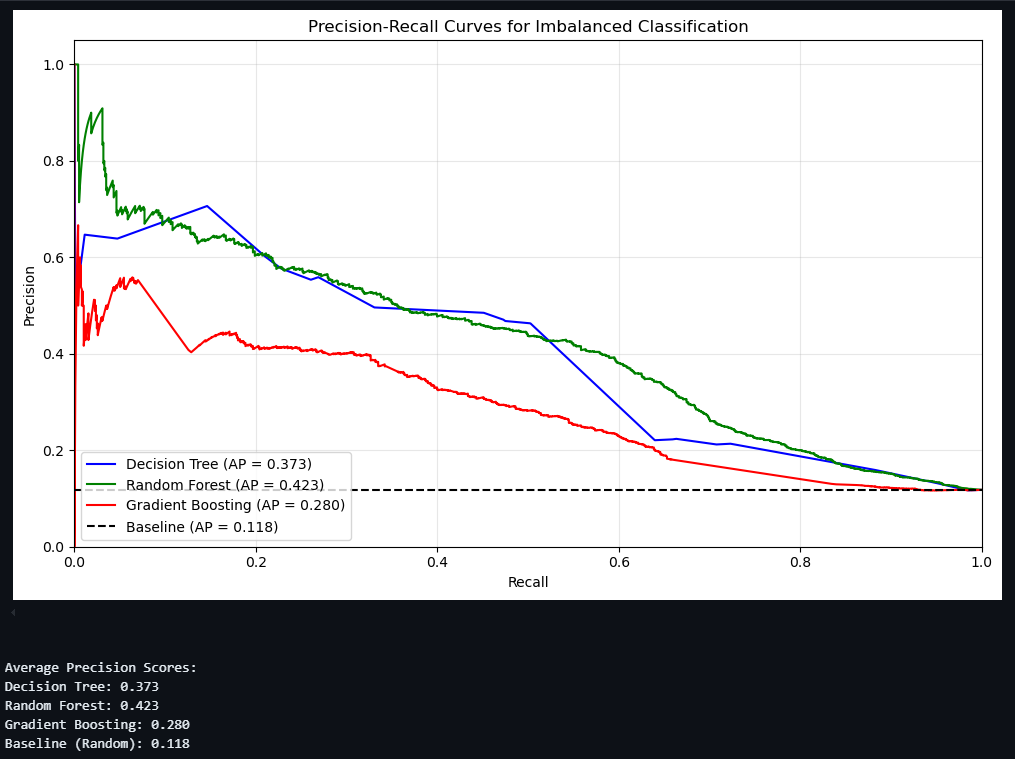 Precision-Recall Curves for Imbalanced Classification
1.0
0.8
0.6
0.4
0.2
0.0
Precision
Decision Tree (AP = 0.373)
Random Forest (AP = 0.423)
Gradient Boosting (AP = 0.280)
Baseline (AP = 0.118)
0.0 0.2 0.4 0.6 0.8 1.0
Recall
Average Precision Scores:
Decision Tree: 0.373
Random Forest: 0.423
Gradient Boosting: 0.280
Baseline (Random): 0.118